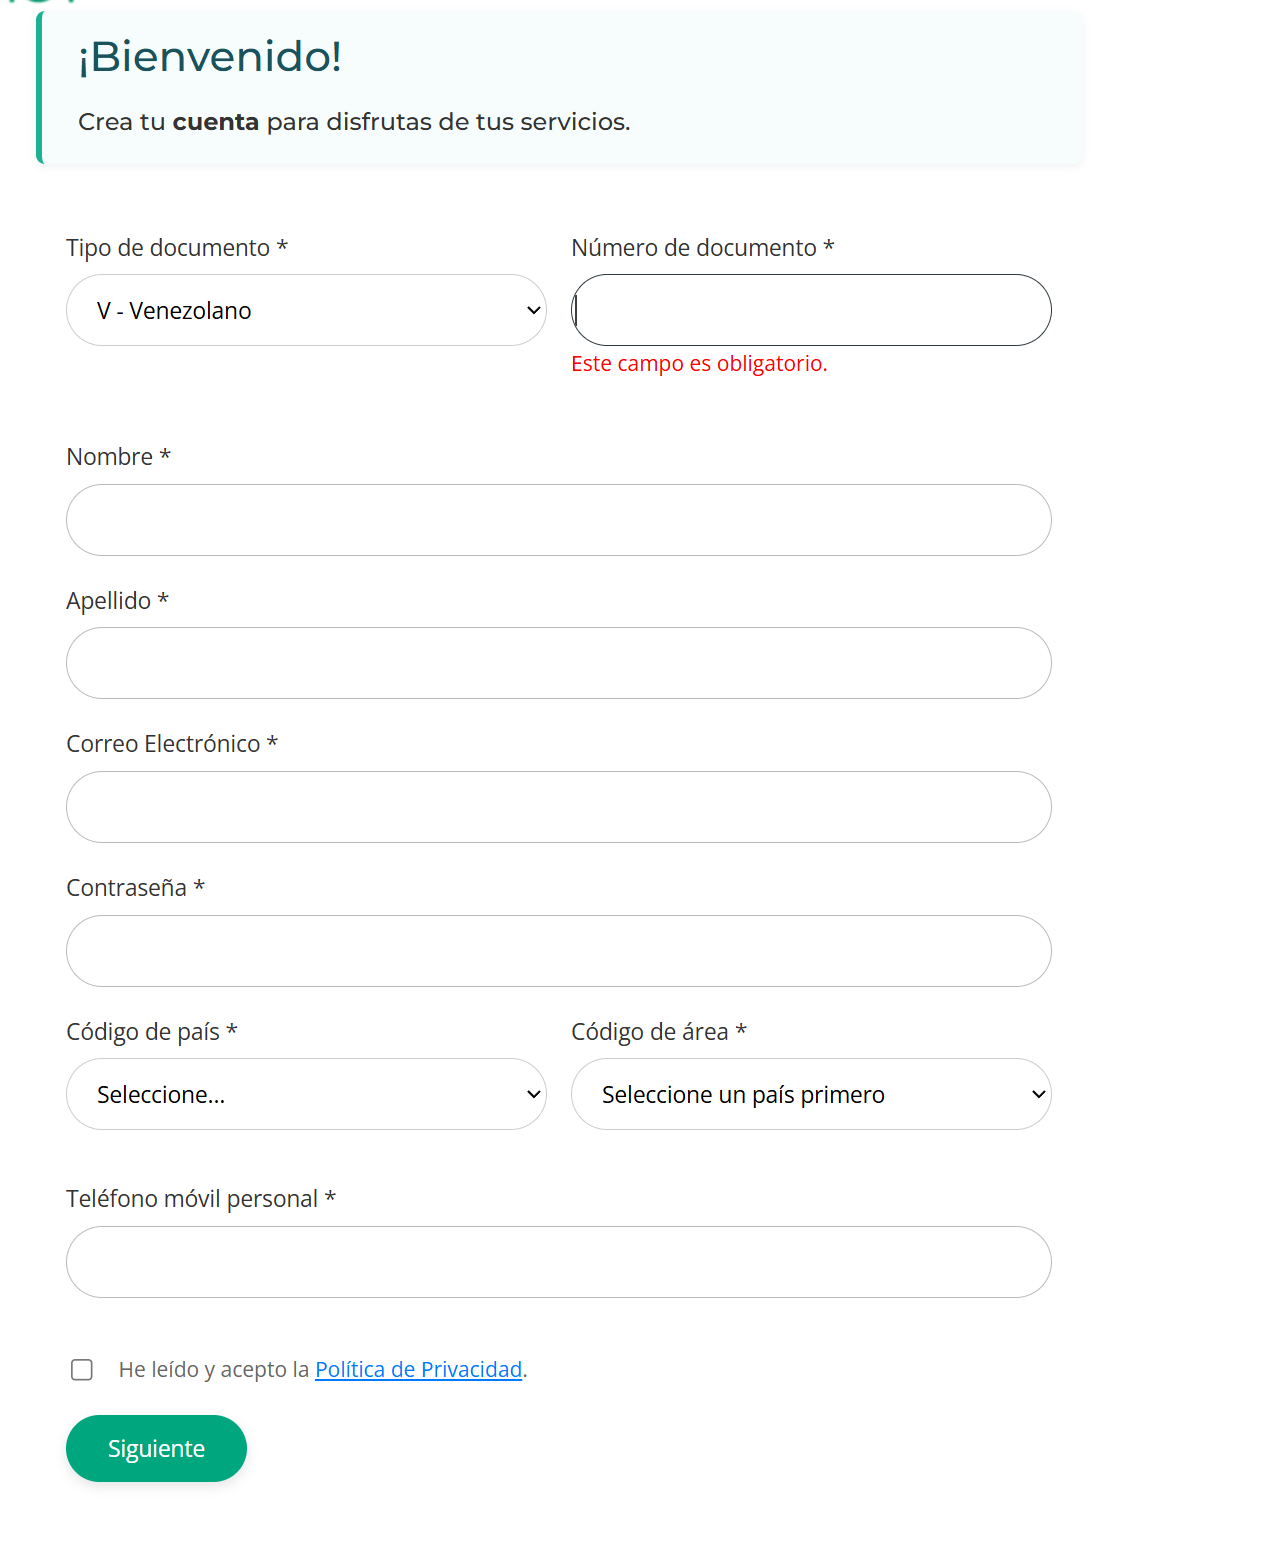 ¡Bienvenido!
Crea tu cuenta para disfrutas de tus servicios.
Tipo de documento *
Número de documento *
V - Venezolano
Este campo es obligatorio.
Nombre *
Apellido *
Correo Electrónico *
Contraseña *
Código de país *
Código de área *
Seleccione...
Seleccione un país primero
Teléfono móvil personal *
He leído y acepto la Política de Privacidad.
Siguiente